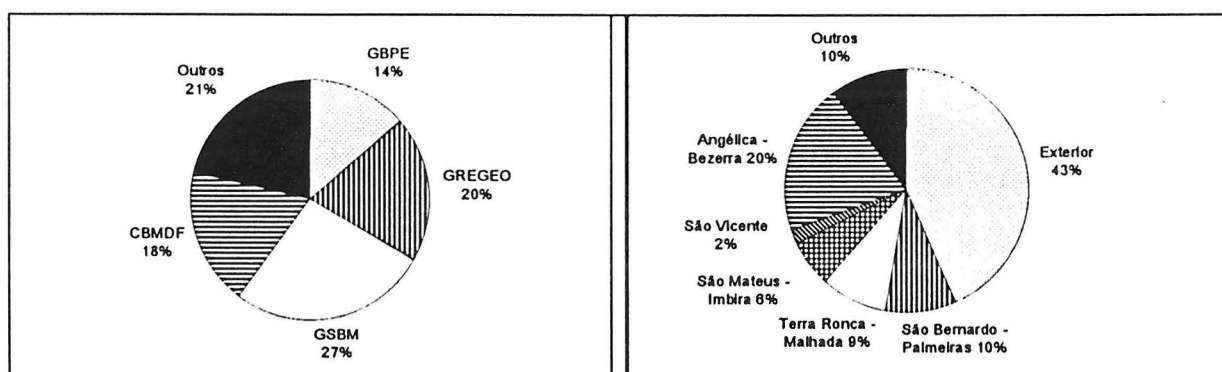 GBPE
14%
GREGEO
20%
GSBM
27%
CBMDF
18%
Outros
21%
Outros
10%
Exterior
43%
São Bernardo -
Palmeiras 10%
Terra Ronca -
Malhada 9%
São Mateus -
Imbira 6%
São Vicente
2%
Angélica -
Bezerra 20%